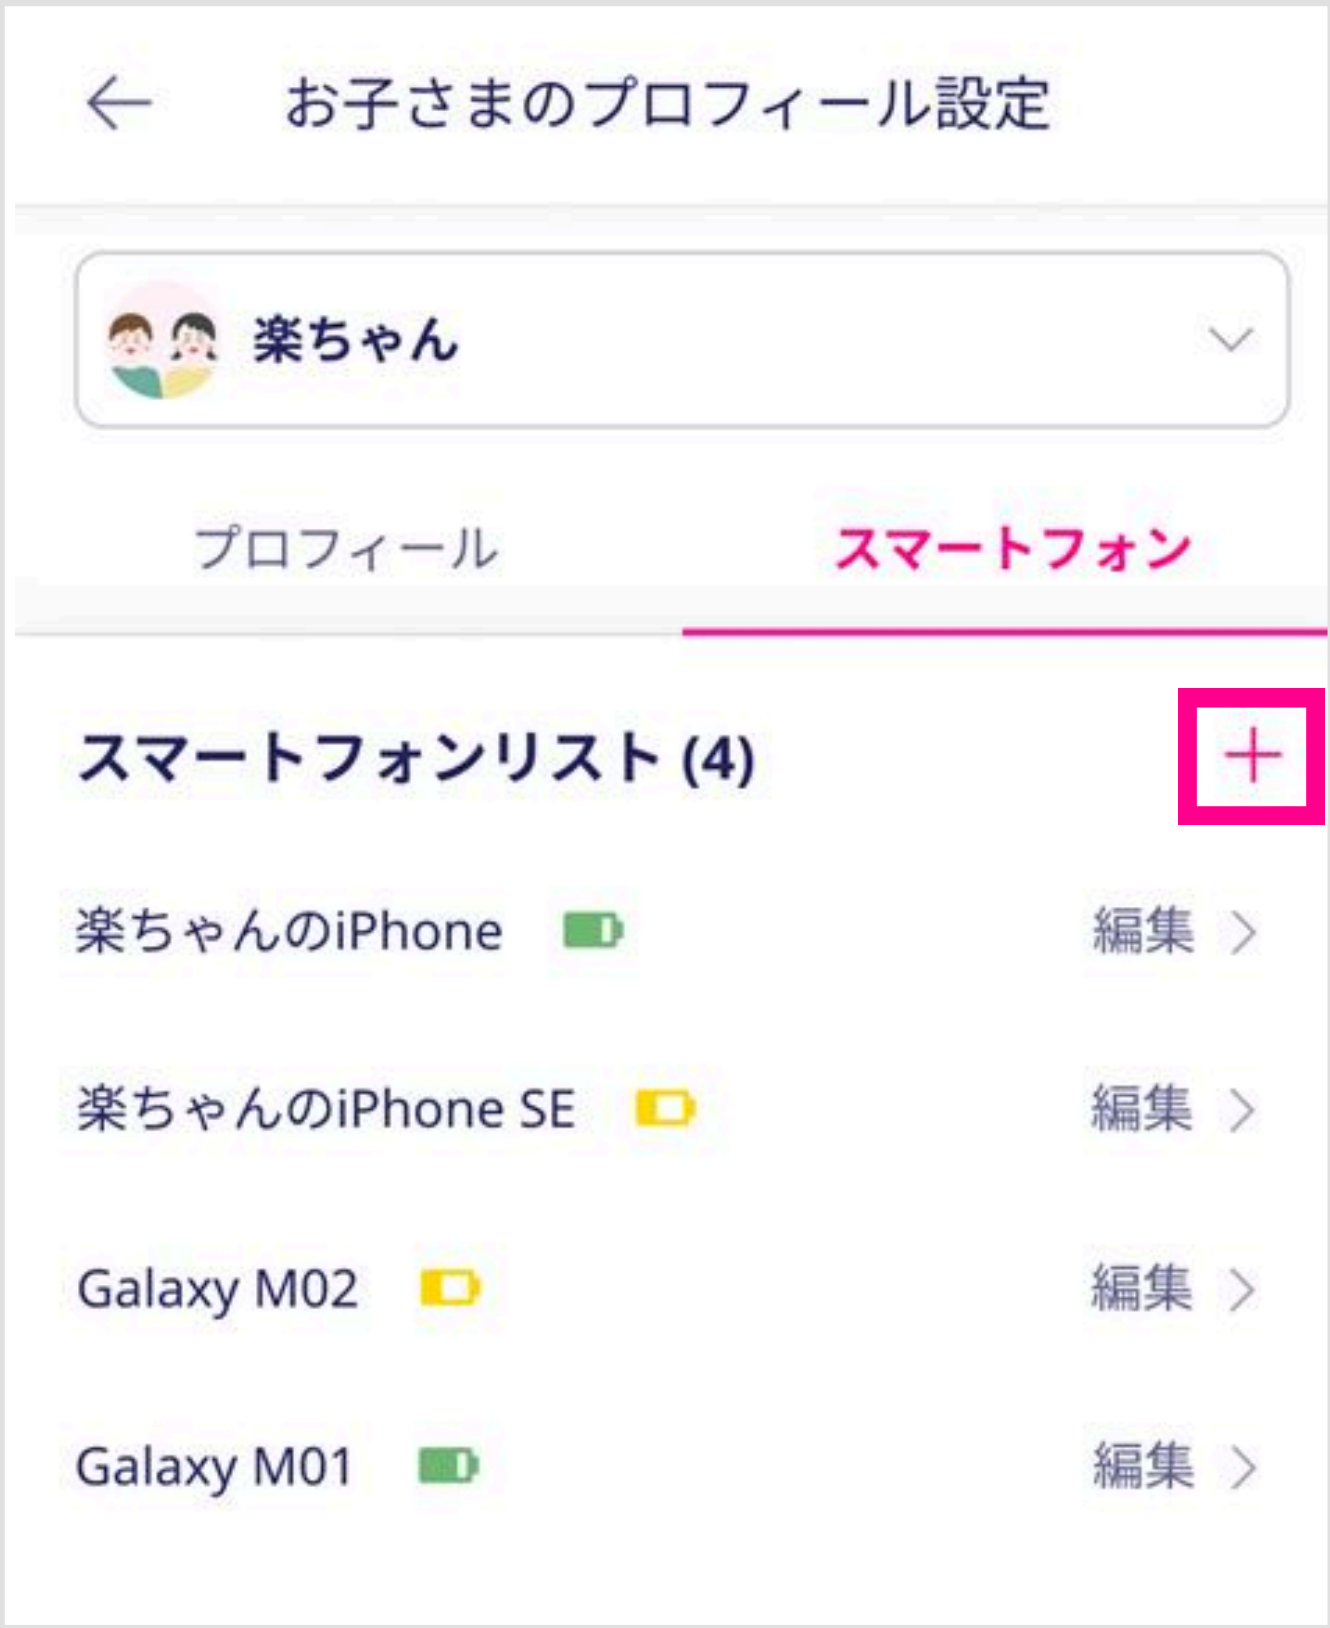 お子さまのプロフィール設定
楽ちゃん
プロフィール スマートフォン
スマートフォンリスト (4)
楽ちゃんのiPhone 編集
楽ちゃんのiPhone SE 編集
Galaxy M02 編集
Galaxy M01 編集